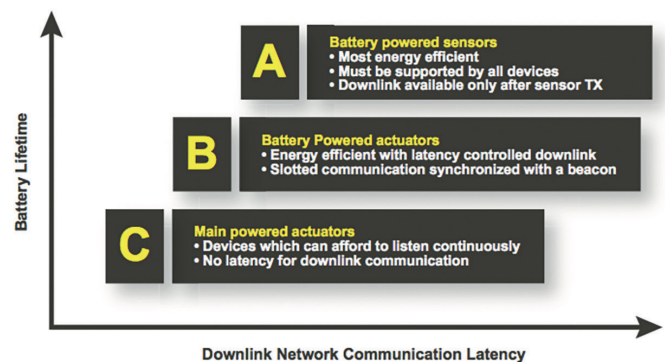 Battery Lifetime
A
Battery powered sensors
• Most energy efficient
• Must be supported by all devices
• Downlink available only after sensor TX
B
Battery Powered actuators
• Energy efficient with latency controlled downlink
• Slotted communication synchronized with a beacon
C
Main powered actuators
• Devices which can afford to listen continuously
• No latency for downlink communication
Downlink Network Communication Latency